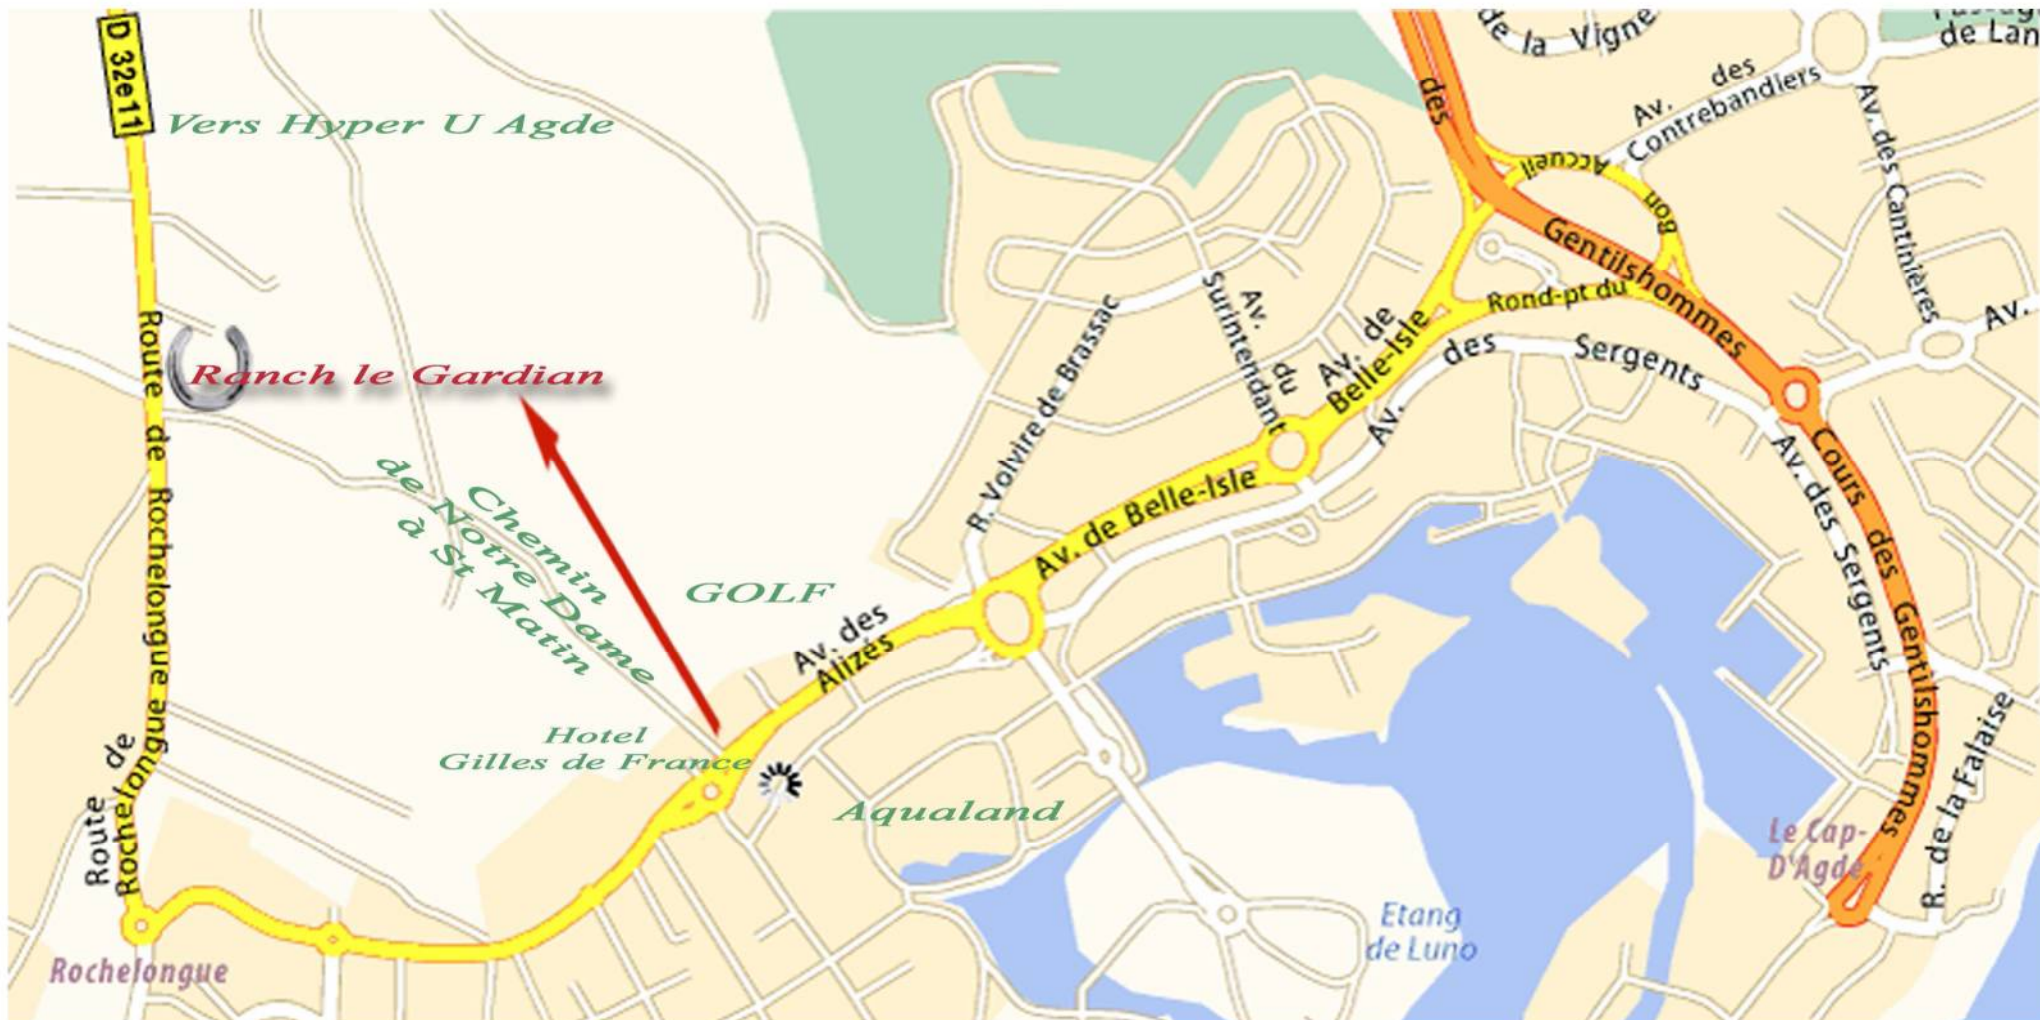 D 32e11
Vers Hyper U Agde
Route de Rochelongue
Ranch le Gardian
Chemin
de Notre Dame
à St Matin
GOLF
Hotel
Gilles de France
Aqualand
Route de
Rochelongue
Rochelongue
Av. des
Alizés
Av. de Belle-Isle
R. Volvire de Brassac
Av. du
Surintendant
Av. de
Belle-Isle
Av. des Sergents
Rond-pt du
Bon
Accueil
des
Gentilshommes
de la Vigne
Av. des
Contrebandiers
de Lan
Av. des Cantinières
Av.
Cours des Gentilshommes
Av. des Sergents
R. de la Falaise
Le Cap-
D'Agde
Etang
de Luno